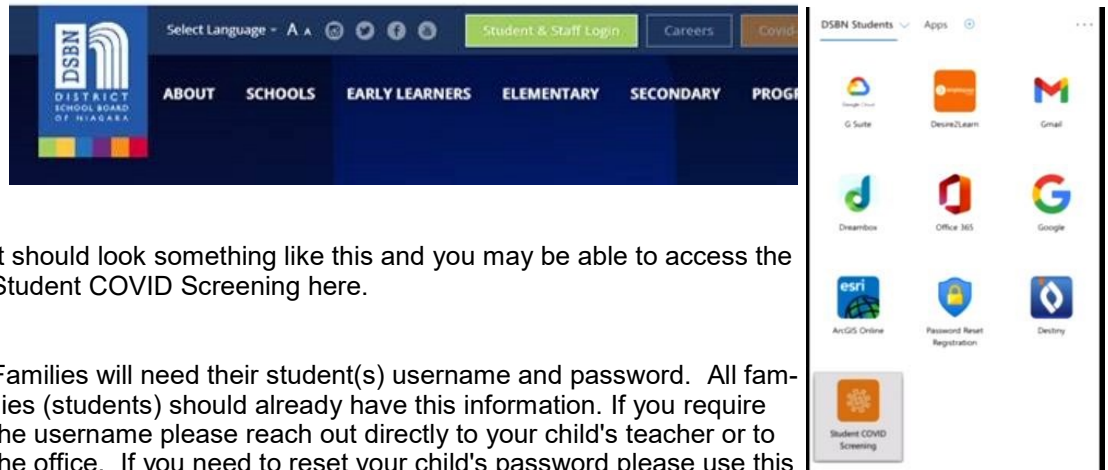 Select Language - A A
Student & Staff Login
Careers
Covid-
DSBN
DISTRICT
SCHOOL BOARD
OF NIAGARA
ABOUT SCHOOLS EARLY LEARNERS ELEMENTARY SECONDARY PROGR
t should look something like this and you may be able to access the
Student COVID Screening here.
Families will need their student(s) username and password. All fam-
lies (students) should already have this information. If you require
he username please reach out directly to your child's teacher or to
he office. If you need to reset your child's password please use this
DSBN Students Apps
Google Cloud
G Suite
Desire2Learn
Gmail
Dreambox
Office 365
Google
esri
ArcGIS Online
Password Reset
Registration
Destiny
Student COVID
Screening